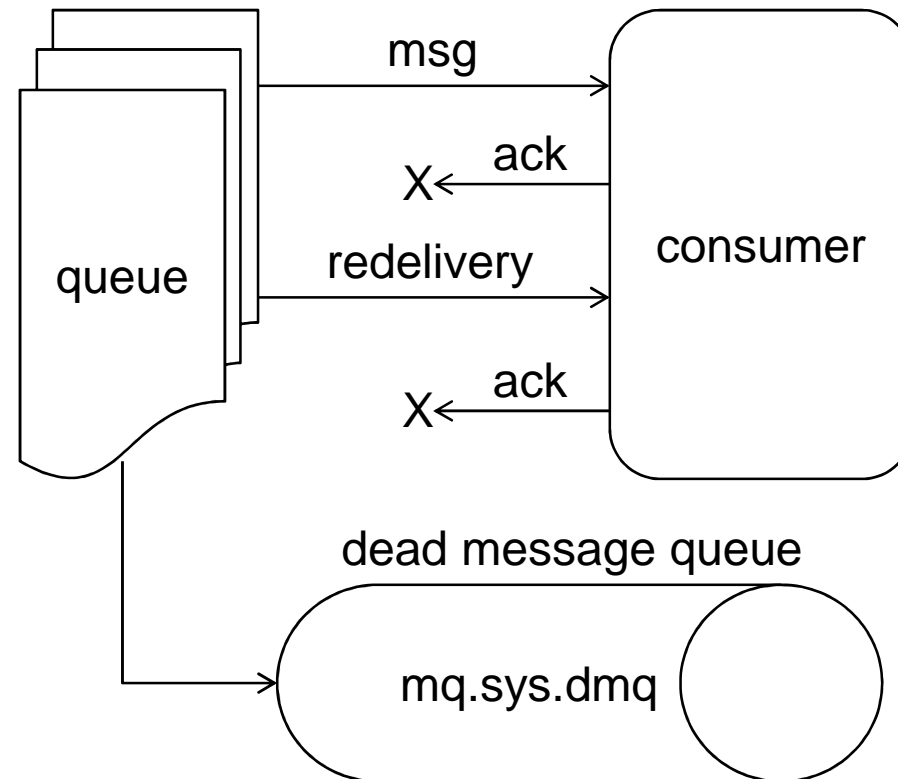 msg
X
ack
queue
redelivery
consumer
X
ack
dead message queue
mq.sys.dmq